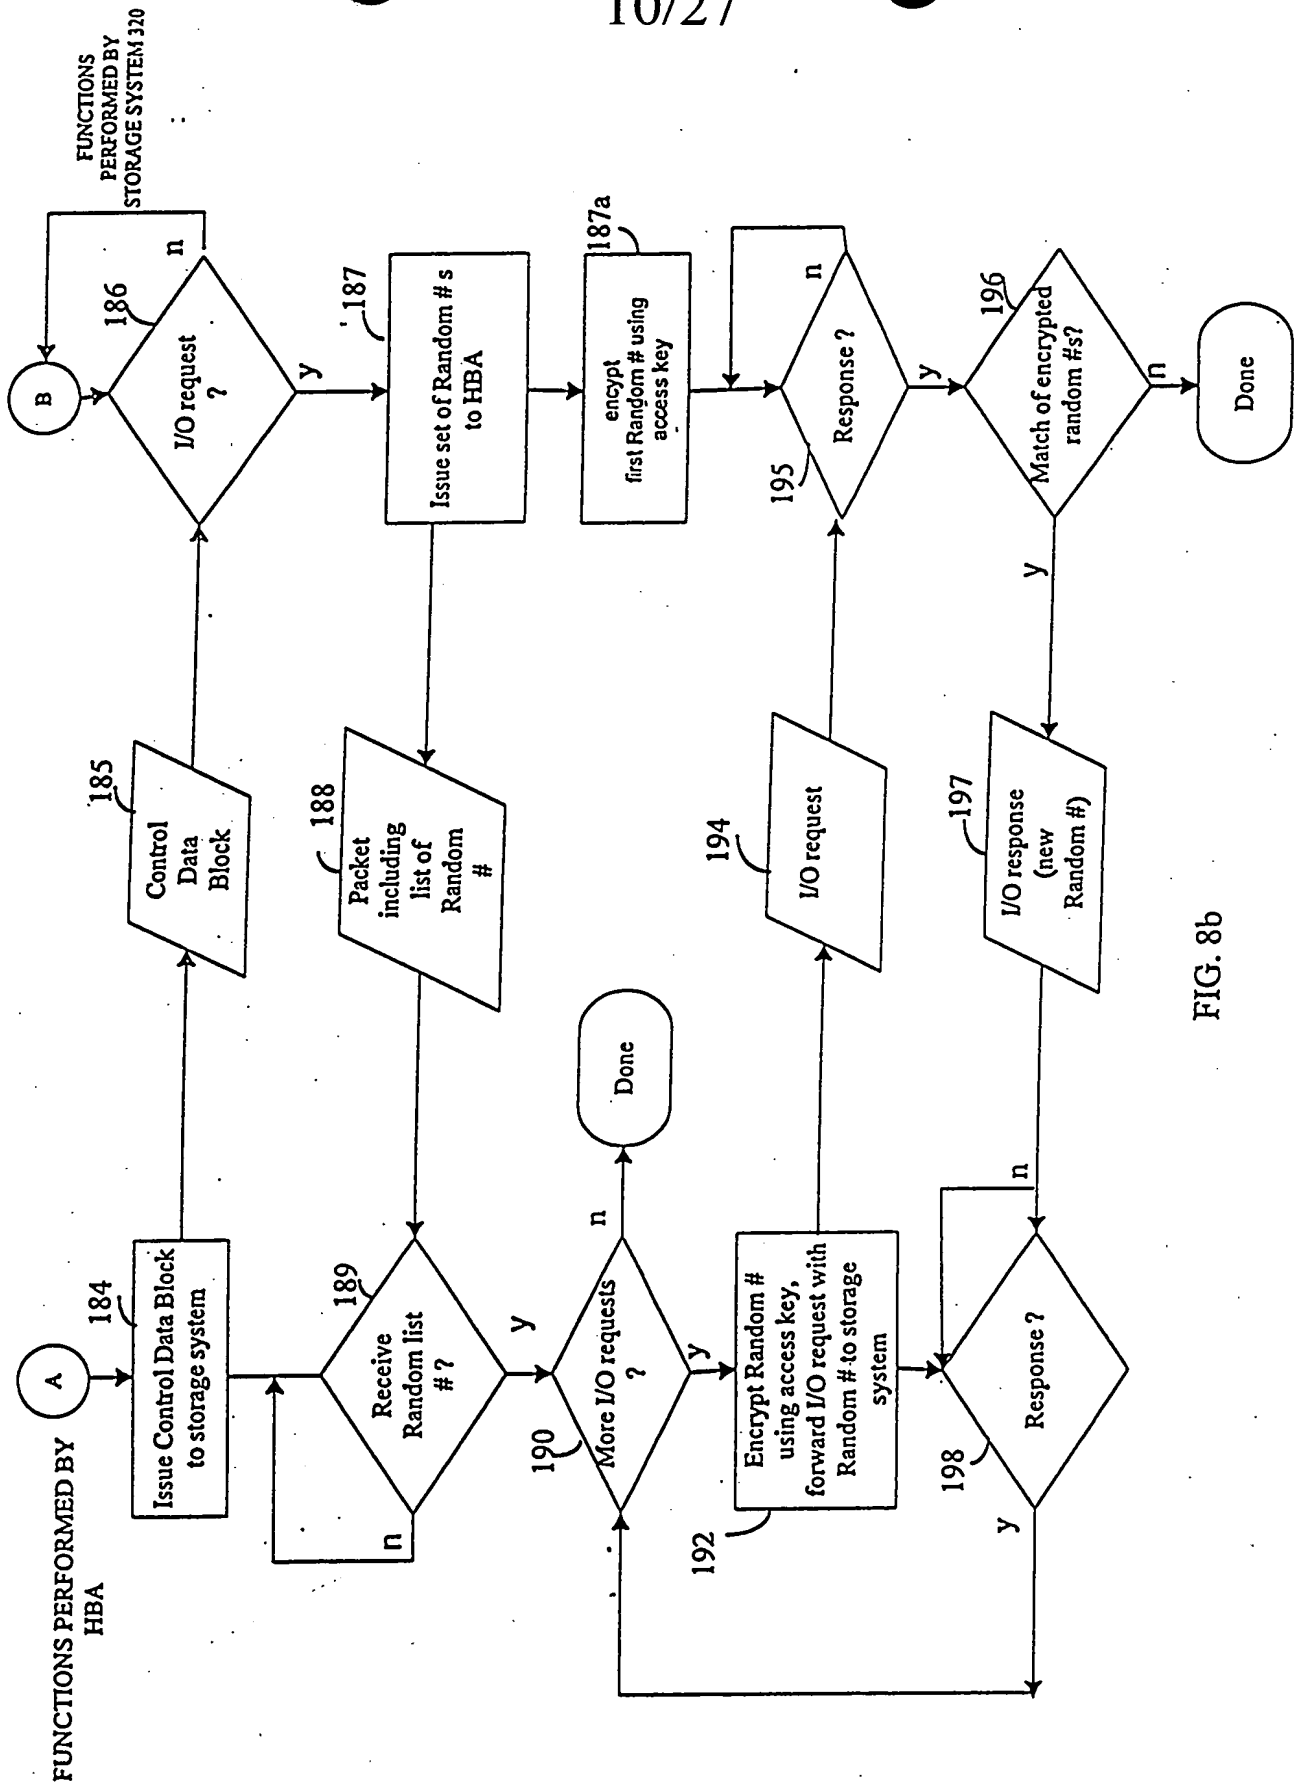 10/27
FUNCTIONS PERFORMED BY
HBA
FUNCTIONS
PERFORMED BY
STORAGE SYSTEM 320
A
184
Issue Control Data Block
to storage system
185
Control
Data
Block
B
186
I/O request
?
n
y
187
Issue set of Random #s
to HBA
188
Packet
including
list of
Random
#
189
Receive
Random list
# ?
n
y
187a
encrypt
first Random # using
access key
190
More I/O requests
?
n
Done
y
192
Encrypt Random #
using access key,
forward I/O request with
Random # to storage
system
194
I/O request
195
Response ?
n
y
196
Match of encrypted
random #s?
y
n
Done
197
I/O response
(new
Random #)
198
Response ?
n
y
FIG. 8b